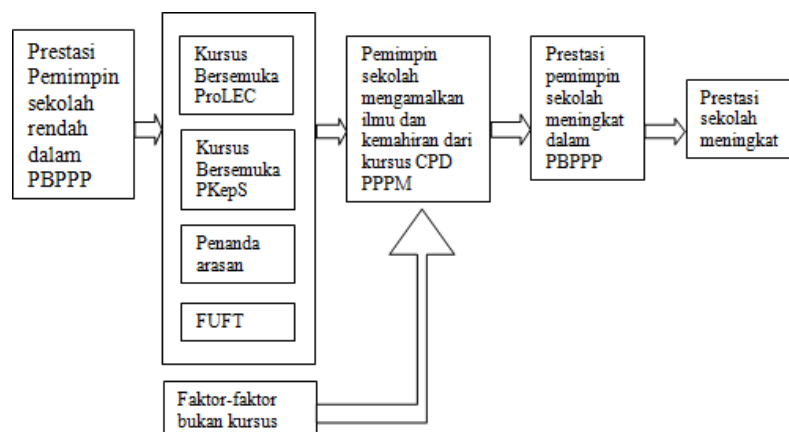 Prestasi
Pemimpin
sekolah
rendah
dalam
PBPPP
Kursus
Bersemuka
ProLEC
Kursus
Bersemuka
PKepS
Penanda
arasan
FUFT
Pemimpin
sekolah
mengamalkan
ilmu dan
kemahiran dari
kursus CPD
PPPM
Prestasi
pemimpin
sekolah
meningkat
dalam
PBPPP
Prestasi
sekolah
meningkat
Faktor-faktor
bukan kursus